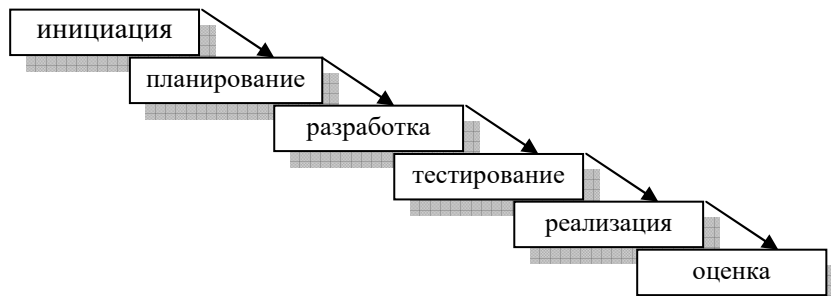 инициация
планирование
разработка
тестирование
реализация
оценка